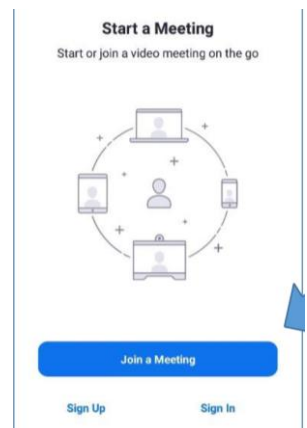 Start a Meeting
Start or join a video meeting on the go
Join a Meeting
Sign Up Sign In